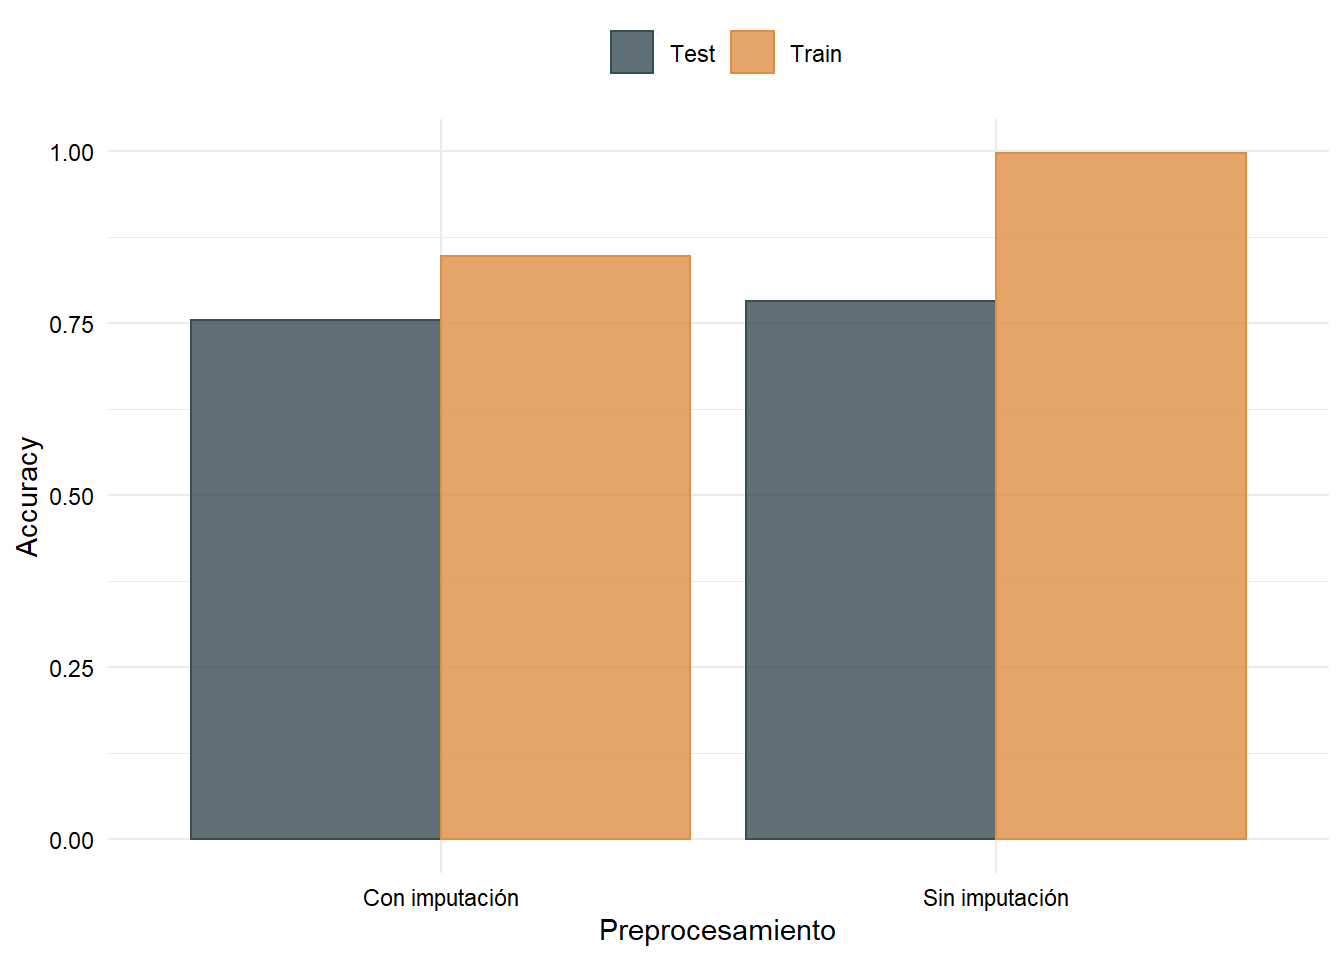 Test Train
1.00
0.75
0.50
0.25
0.00
Accuracy
Con imputación Sin imputación
Preprocesamiento